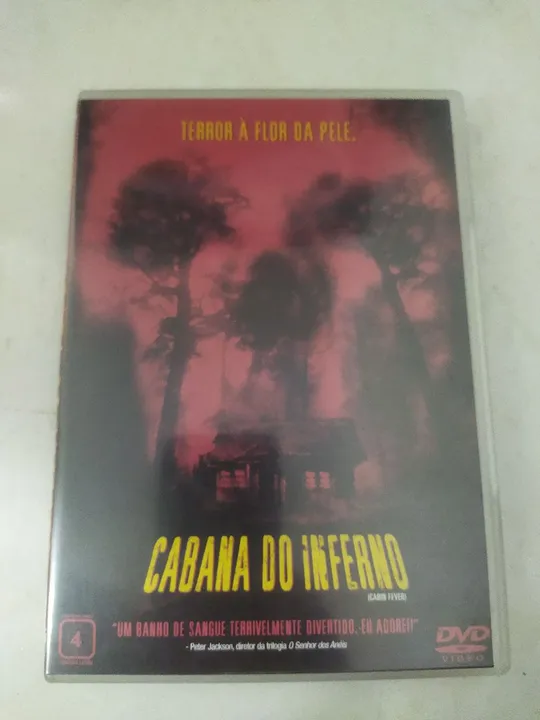 TERROR À FLOR DA PELE.
CABANA DO INFERNO
(CABIN FEVER)
"UM BANHO DE SANGUE TERRIVELMENTE DIVERTIDO. EU ADOREI!"
- Peter Jackson, diretor da trilogia O Senhor dos Anéis
4
DVD
VIDEO